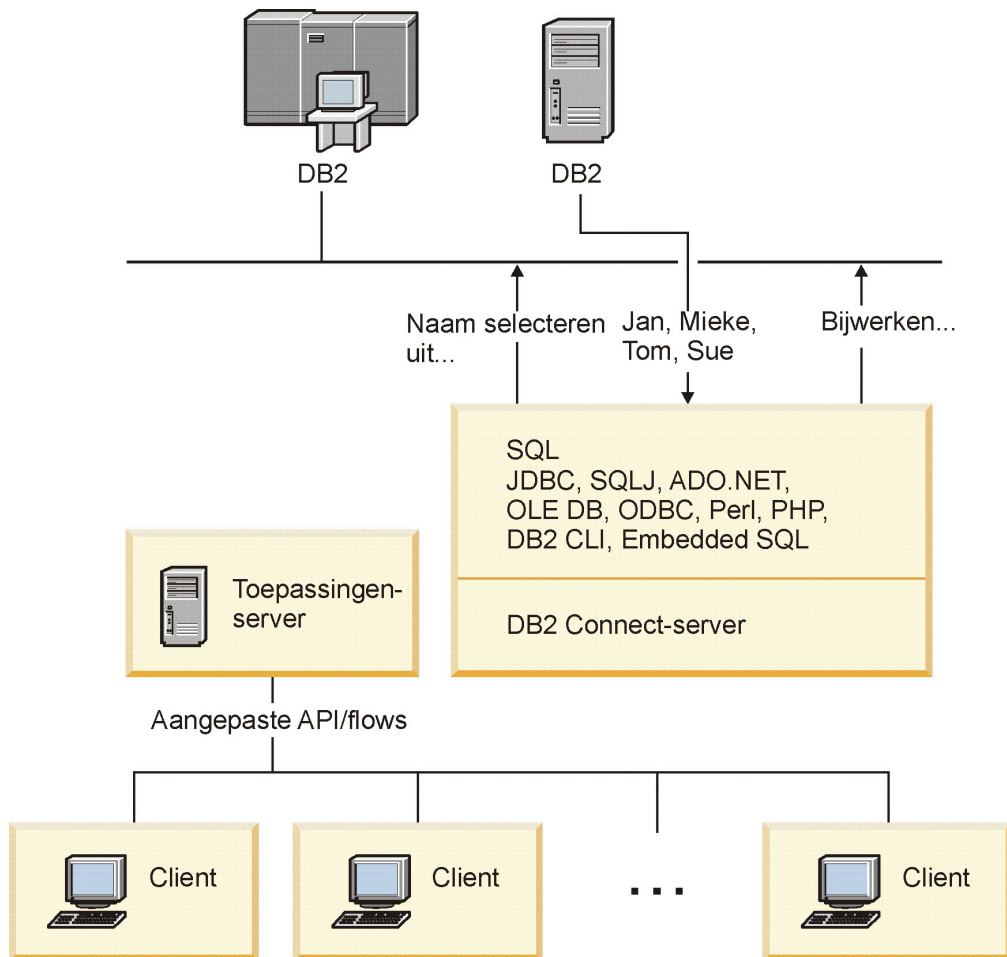 DB2
DB2
Naam selecteren
uit...
Jan, Mieke,
Tom, Sue
Bijwerken...
SQL
JDBC, SQLJ, ADO.NET,
OLE DB, ODBC, Perl, PHP,
DB2 CLI, Embedded SQL
DB2 Connect-server
Toepassingen-
server
Aangepaste API/flows
Client
Client
...
Client